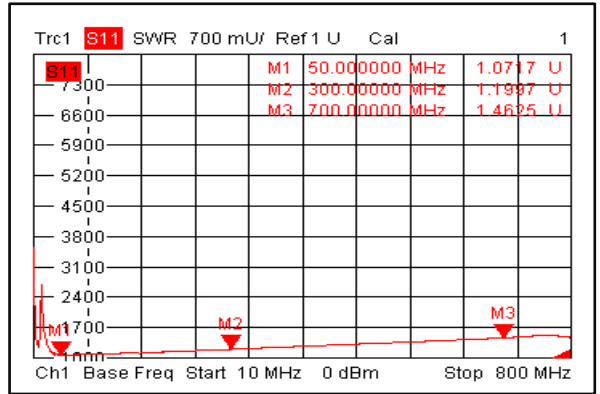 Trc1 S11 SWR 700 mU/ Ref 1 U Cal 1
S11 M1 50.000000 MHz 1.0717 U
7300 M2 300.00000 MHz 1.1997 U
6600 M3 700.00000 MHz 1.4625 U
5900
5200
4500
3800
3100
2400
M3
M1 1700 M2
1000
Ch1 Base Freq Start 10 MHz 0 dBm Stop 800 MHz